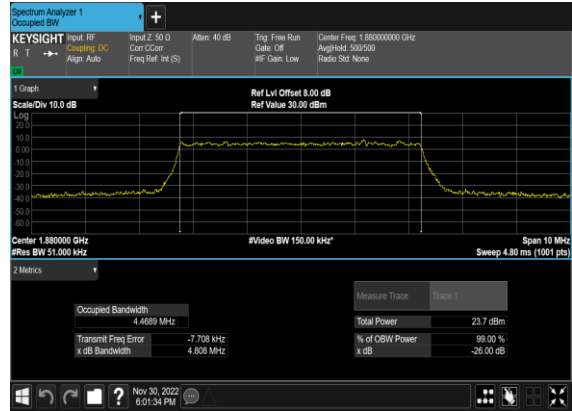 Spectrum Analyzer 1
Occupied BW
+
KEYSIGHT Input: RF Input Z: 50 Ω Atten: 40 dB Trig: Free Run Center Freq: 1.880000000 GHz
R T Coupling: DC Corr CCorr Gate: Off Avg|Hold: 500/500
Align: Auto Freq Ref: Int (S) #IF Gain: Low Radio Std: None
1 Graph
Ref Lvl Offset 8.00 dB
Scale/Div 10.0 dB Ref Value 30.00 dBm
Log
20.0
10.0
0.00
-10.0
-20.0
-30.0
-40.0
-50.0
-60.0
Center 1.880000 GHz #Video BW 150.00 kHz* Span 10 MHz
#Res BW 51.000 kHz Sweep 4.80 ms (1001 pts)
2 Metrics
Measure Trace Trace 1
Occupied Bandwidth
4.4689 MHz Total Power 23.7 dBm
Transmit Freq Error -7.708 kHz % of OBW Power 99.00 %
x dB Bandwidth 4.808 MHz x dB -26.00 dB
? Nov 30, 2022
6:01:34 PM